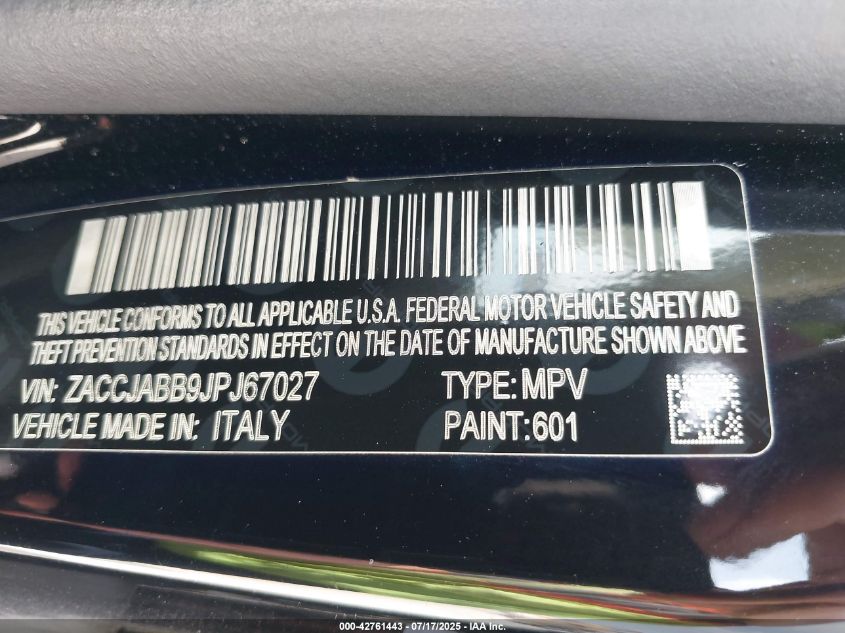 THIS VEHICLE CONFORMS TO ALL APPLICABLE U.S.A. FEDERAL MOTOR VEHICLE SAFETY AND
THEFT PREVENTION STANDARDS IN EFFECT ON THE DATE OF MANUFACTURE SHOWN ABOVE
VIN: ZACCJABB9JPJ67027 TYPE: MPV
VEHICLE MADE IN: ITALY PAINT:601
000-42761443 - 07/17/2025 - IAA Inc.